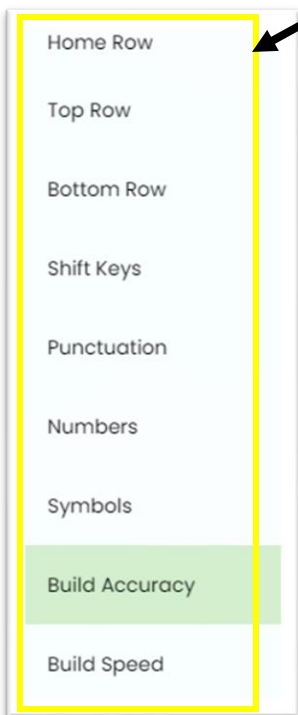 Home Row
Top Row
Bottom Row
Shift Keys
Punctuation
Numbers
Symbols
Build Accuracy
Build Speed